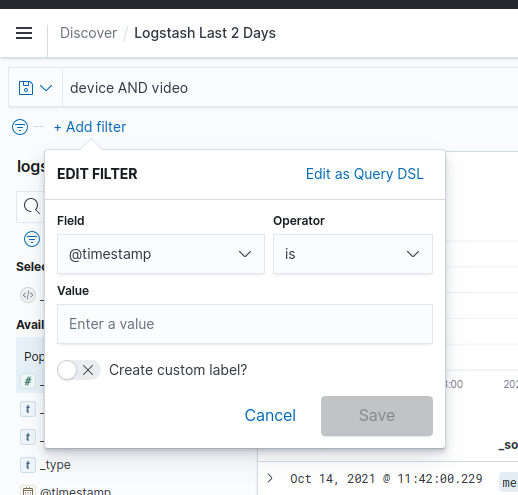 Discover / Logstash Last 2 Days
device AND video
+ Add filter
logs
EDIT FILTER
Edit as Query DSL
Field
Operator
@timestamp
is
Value
Enter a value
Create custom label?
Cancel
Save
Selec
Avail
Pop
#
t
t
t
_type
@timestamp
3:00
202
_so
Oct 14, 2021 @ 11:42:00.229
me